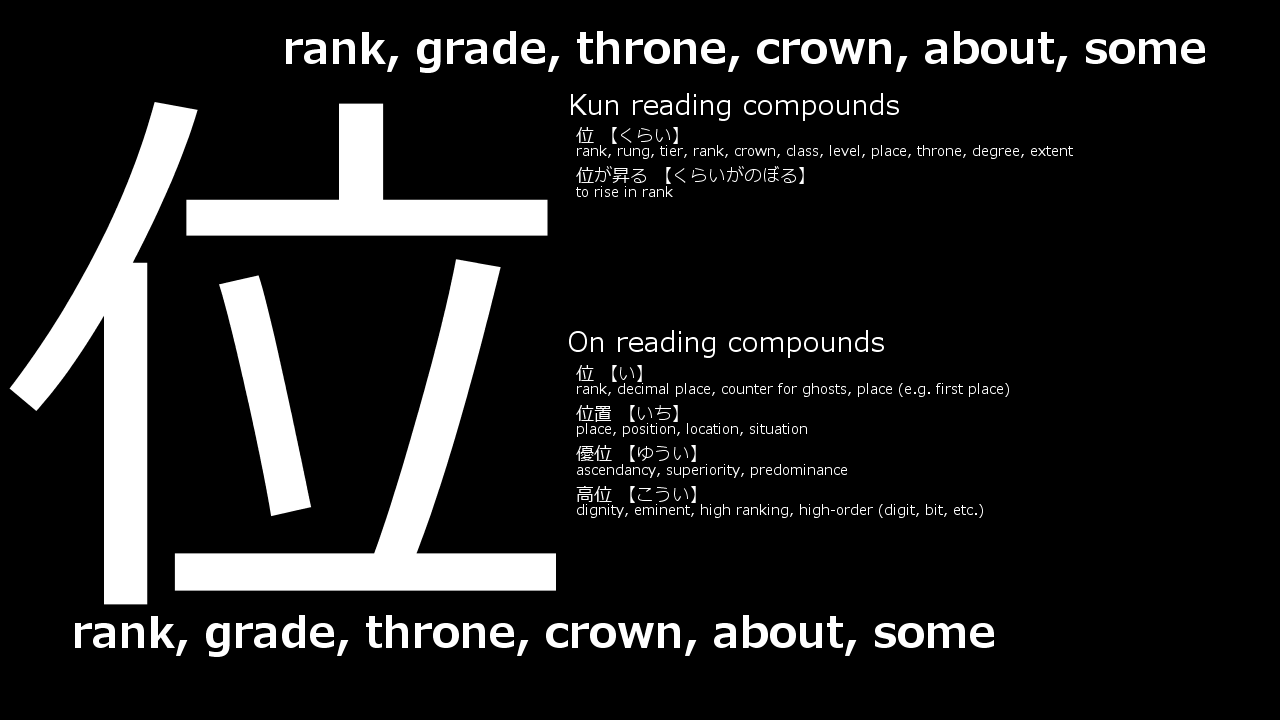 rank, grade, throne, crown, about, some
位
Kun reading compounds
位 【くらい】
rank, rung, tier, rank, crown, class, level, place, throne, degree, extent
位が昇る 【くらいがのぼる】
to rise in rank
On reading compounds
位 【い】
rank, decimal place, counter for ghosts, place (e.g. first place)
位置 【いち】
place, position, location, situation
優位 【ゆうい】
ascendancy, superiority, predominance
高位 【こうい】
dignity, eminent, high ranking, high-order (digit, bit, etc.)
rank, grade, throne, crown, about, some